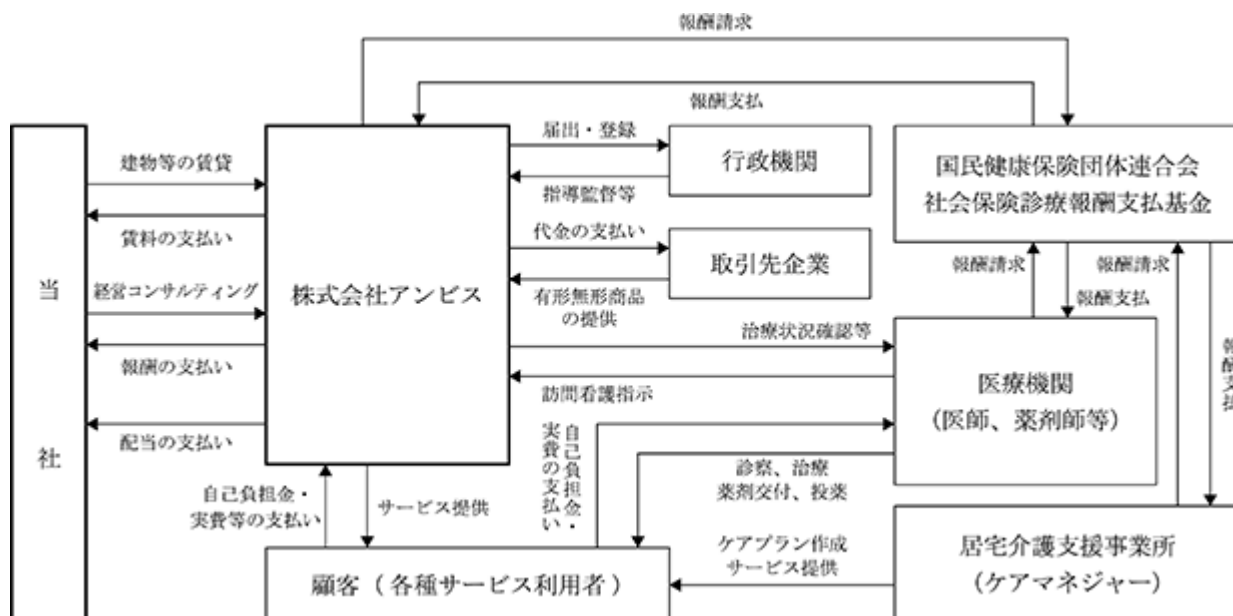 報酬請求
報酬支払
当
社
建物等の賃貸
賃料の支払い
経営コンサルティング
報酬の支払い
配当の支払い
株式会社アンビス
届出・登録
指導監督等
行政機関
代金の支払い
有形無形商品
の提供
取引先企業
国民健康保険団体連合会
社会保険診療報酬支払基金
報酬請求
報酬支払
報酬請求
報酬支払
治療状況確認等
訪問看護指示
医療機関
(医師、薬剤師等)
自己負担金・
実費等の支払い
サービス提供
自己負担金・
実費の支払い
診察、治療
薬剤交付、投薬
ケアプラン作成
サービス提供
顧客(各種サービス利用者)
居宅介護支援事業所
(ケアマネジャー)